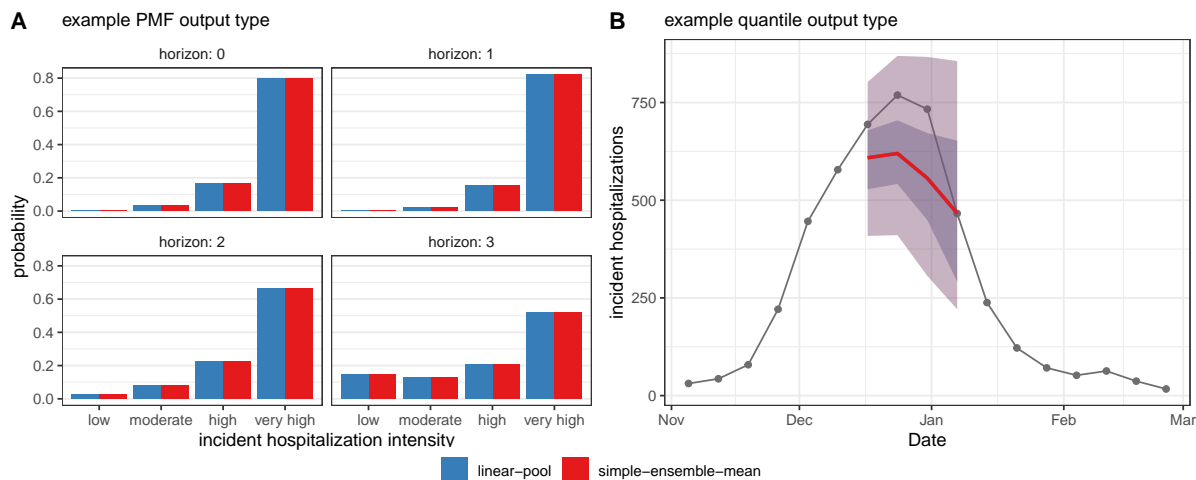 A example PMF output type
horizon: 0 horizon: 1
0.8
0.6
0.4
0.2
0.0
horizon: 2 horizon: 3
0.8
0.6
0.4
0.2
0.0
probability
low moderate high very high low moderate high very high
incident hospitalization intensity
B example quantile output type
750
500
250
0
incident hospitalizations
Nov Dec Jan Feb Mar
Date
linear−pool simple−ensemble−mean